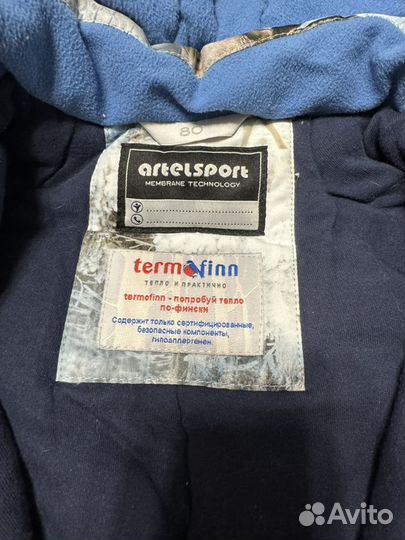 80
artelsport
MEMBRANE TECHNOLOGY
termofinn
ТЕПЛО И ПРАКТИЧНО
termofinn - попробуй тепло
по-фински
Содержит только сертифицированные,
безопасные компоненты,
гипоаллергенен.
Avito